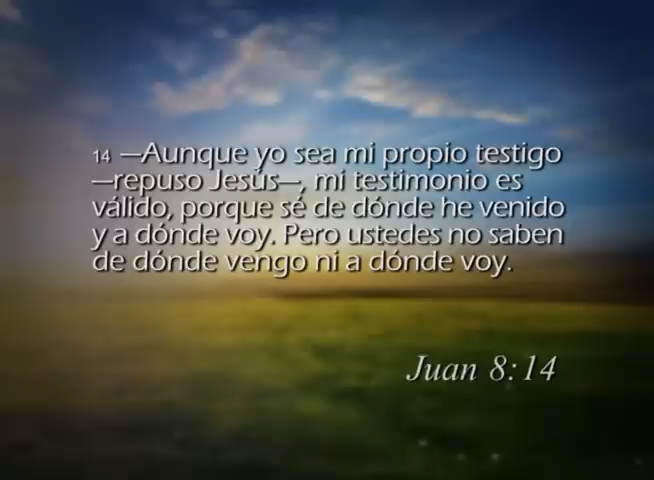 14 —Aunque yo sea mi propio testigo
—repuso Jesús—, mi testimonio es
válido, porque sé de dónde he venido
y a dónde voy. Pero ustedes no saben
de dónde vengo ni a dónde voy.
Juan 8:14